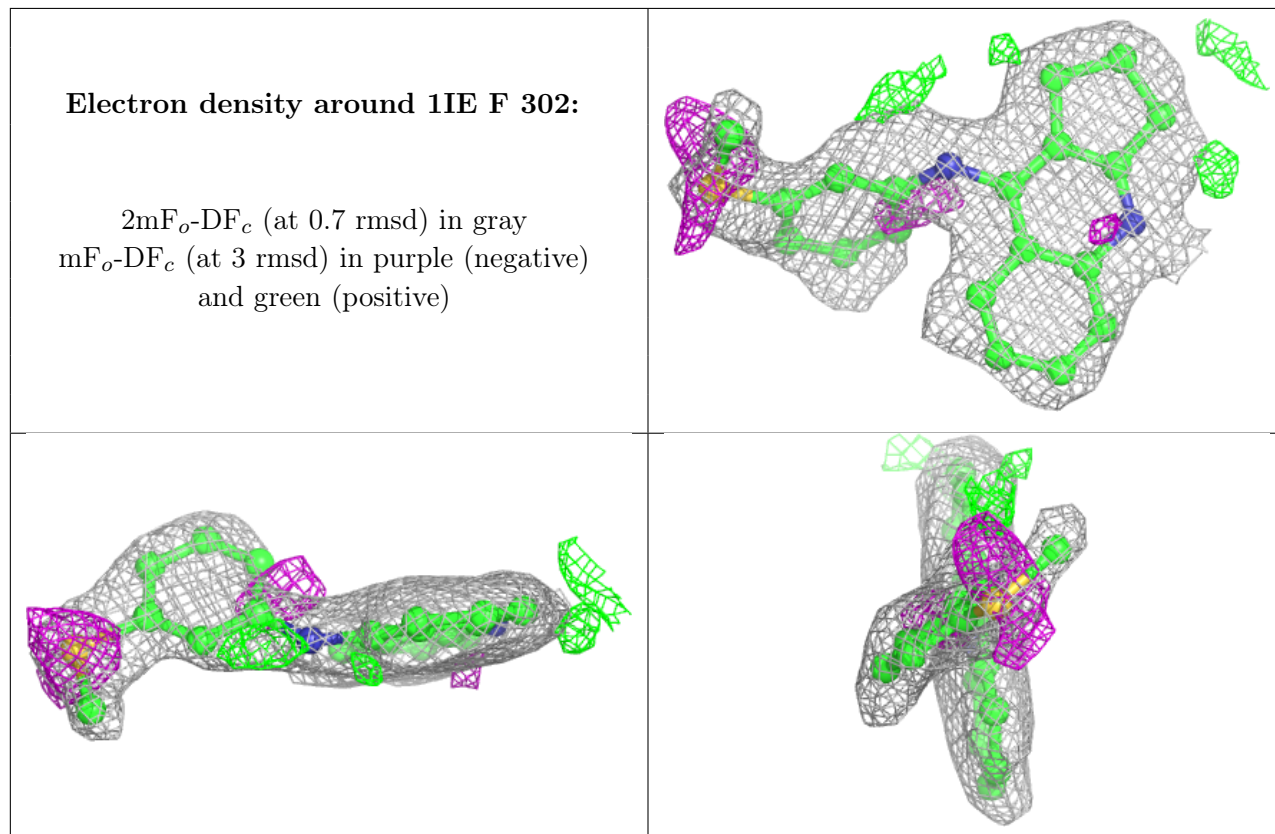 Electron density around 1IE F 302:
2mFo-DFc (at 0.7 rmsd) in gray
mFo-DFc (at 3 rmsd) in purple (negative)
and green (positive)